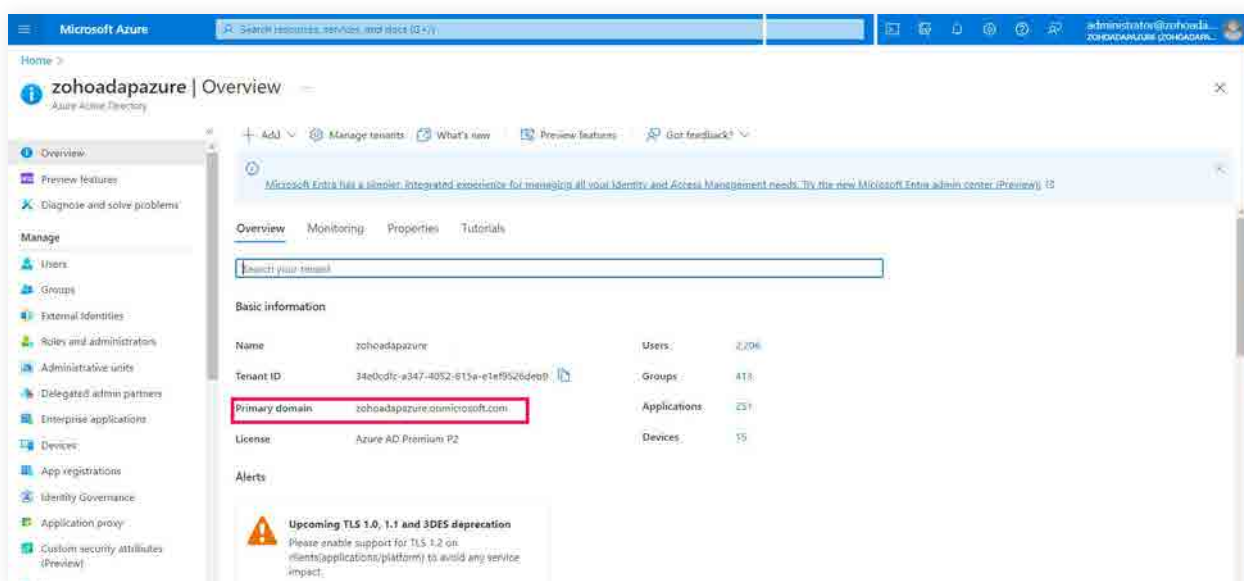 Microsoft Azure
Search resources, services, and docs (G+/)
administrator@zohoada...
ZOHOADAPAZURE (ZOHOADAPA...
Home >
zohoadapazure | Overview ...
Azure Active Directory
+ Add Manage tenants What's new Preview features Got feedback?
Microsoft Entra has a simpler, integrated experience for managing all your Identity and Access Management needs. Try the new Microsoft Entra admin center (Preview)!
Overview
Preview features
Diagnose and solve problems
Manage
Users
Groups
External Identities
Roles and administrators
Administrative units
Delegated admin partners
Enterprise applications
Devices
App registrations
Identity Governance
Application proxy
Custom security attributes
(Preview)
Overview Monitoring Properties Tutorials
Search your tenant
Basic information
Name zohoadapazure Users 2,206
Tenant ID Groups
Primary domain zohoadapazure.onmicrosoft.com Applications 251
License Azure AD Premium P2 Devices 15
Alerts
Upcoming TLS 1.0, 1.1 and 3DES deprecation
Please enable support for TLS 1.2 on
clients(applications/platform) to avoid any service
impact.